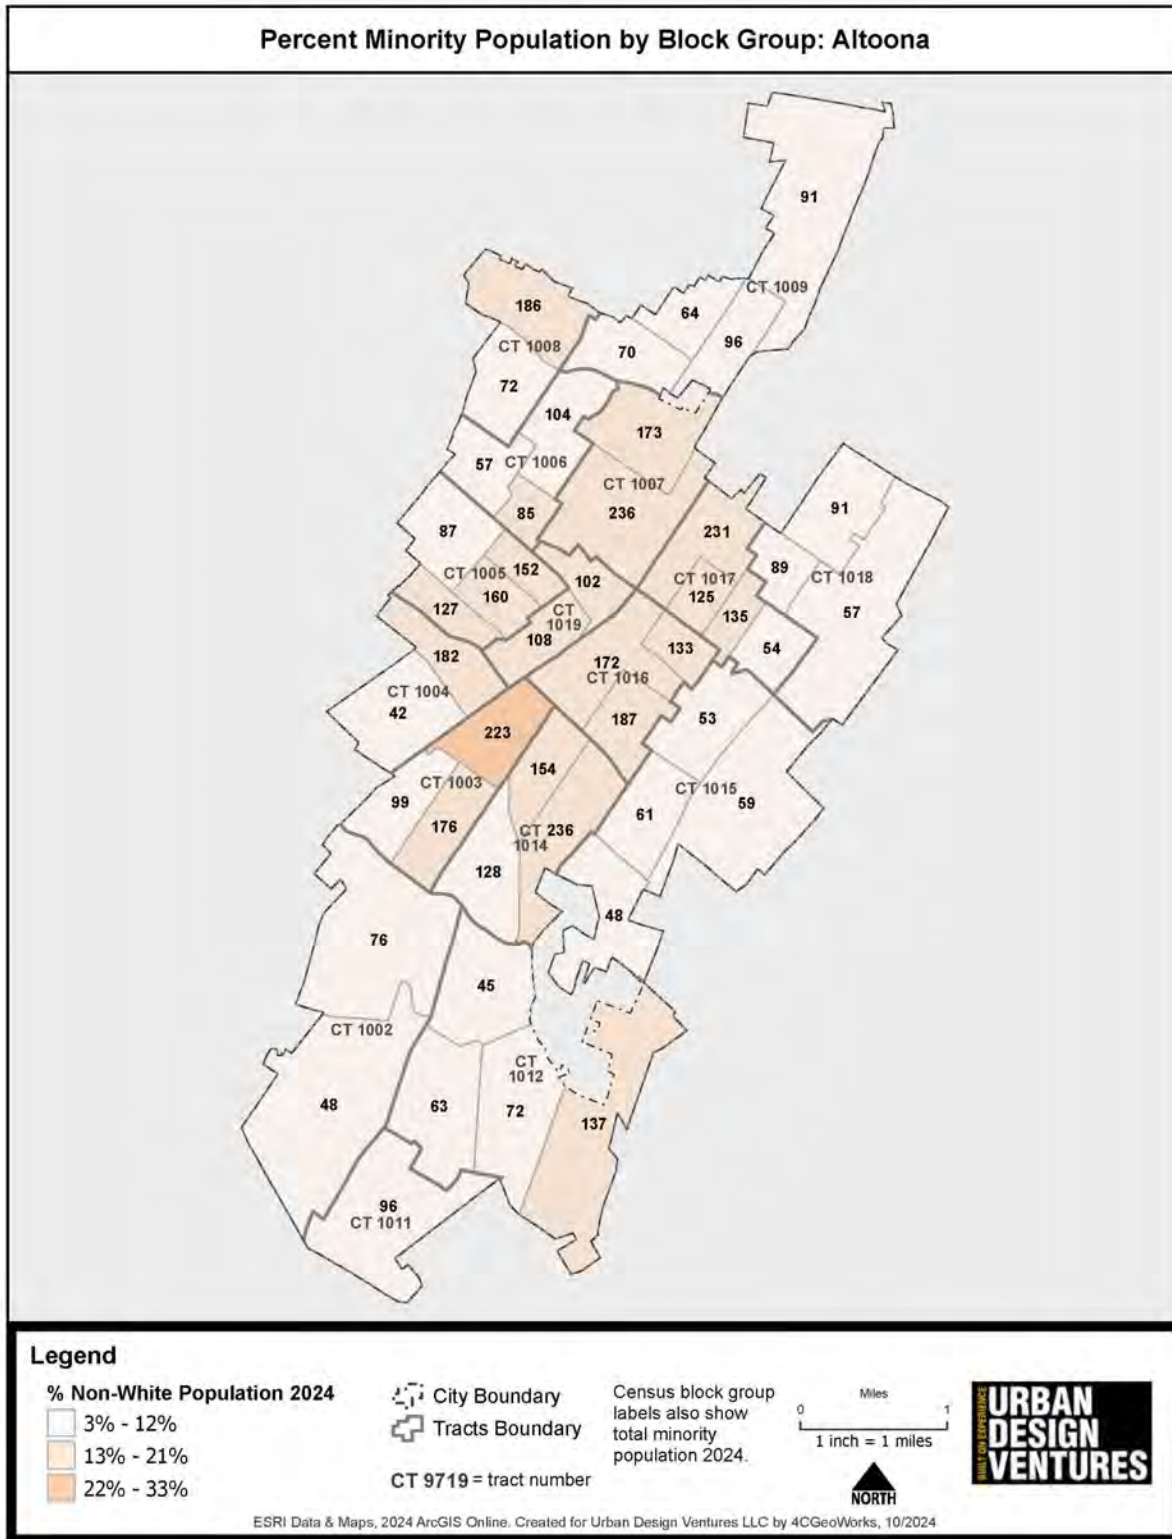 Percent Minority Population by Block Group: Altoona
91
CT 1009
186
64
CT 1008
96
70
72
104
173
57
CT 1006
CT 1007
91
85
236
87
231
89
CT 1005
152
102
CT 1017
CT 1018
160
125
57
127
CT
1019
135
108
133
54
182
172
CT 1016
CT 1004
42
187
53
223
154
CT 1003
CT 1015
99
61
59
176
CT
1014
236
128
48
76
45
CT 1002
CT
1012
48
63
72
137
96
CT 1011
Legend
% Non-White Population 2024
3% - 12%
13% - 21%
22% - 33%
City Boundary
Tracts Boundary
CT 9719 = tract number
Census block group
labels also show
total minority
population 2024.
Miles
0 1
1 inch = 1 miles
NORTH
BUILT ON EXPERIENCE
URBAN
DESIGN
VENTURES
ESRI Data & Maps, 2024 ArcGIS Online. Created for Urban Design Ventures LLC by 4CGeoWorks, 10/2024